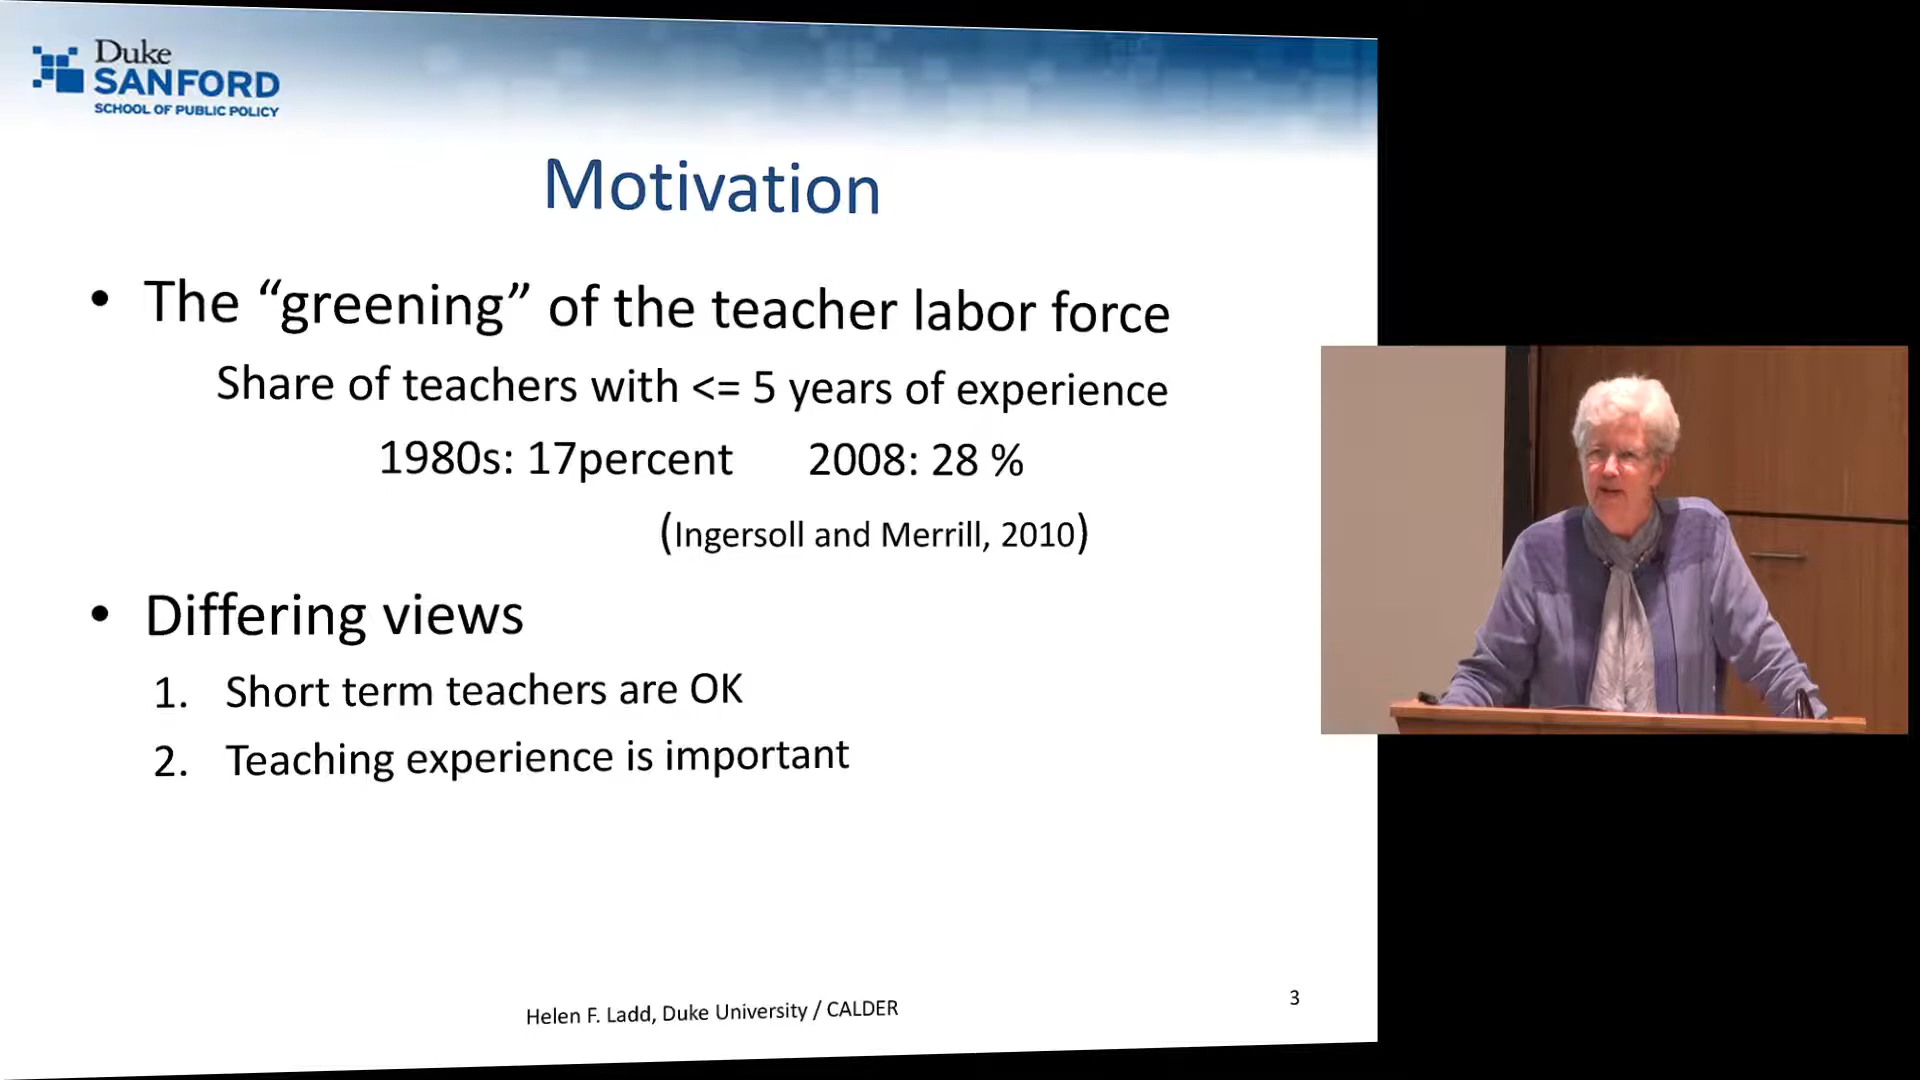 Duke
SANFORD
SCHOOL OF PUBLIC POLICY
Motivation
• The “greening” of the teacher labor force
Share of teachers with <= 5 years of experience
1980s: 17percent 2008: 28 %
(Ingersoll and Merrill, 2010)
• Differing views
1. Short term teachers are OK
2. Teaching experience is important
Helen F. Ladd, Duke University / CALDER
3